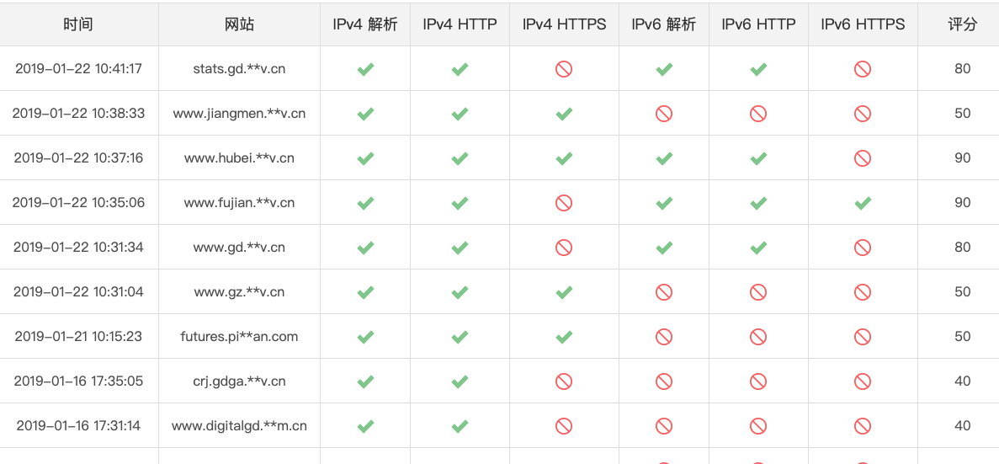 时间 网站 IPv4 解析 IPv4 HTTP IPv4 HTTPS IPv6 解析 IPv6 HTTP IPv6 HTTPS 评分
2019-01-22 10:41:17 stats.gd.**v.cn 80
2019-01-22 10:38:33 www.jiangmen.**v.cn 50
2019-01-22 10:37:16 www.hubei.**v.cn 90
2019-01-22 10:35:06 www.fujian.**v.cn 90
2019-01-22 10:31:34 www.gd.**v.cn 80
2019-01-22 10:31:04 www.gz.**v.cn 50
2019-01-21 10:15:23 futures.pi**an.com 50
2019-01-16 17:35:05 crj.gdga.**v.cn 40
2019-01-16 17:31:14 www.digitalgd.**m.cn 40